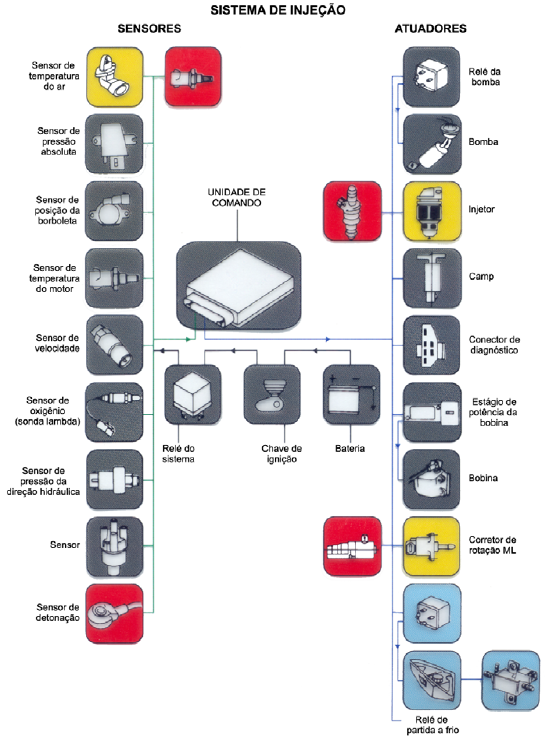 SISTEMA DE INJEÇÃO
SENSORES
ATUADORES
Sensor de
temperatura
do ar
Sensor de
pressão
absoluta
Sensor de
posição da
borboleta
Sensor de
temperatura
do motor
Sensor de
velocidade
Sensor de
oxigênio
(sonda lambda)
Sensor de
pressão da
direção hidráulica
Sensor
Sensor de
detonação
UNIDADE DE
COMANDO
Relé do
sistema
Chave de
ignição
Bateria
Relé da
bomba
Bomba
Injetor
Camp
Conector de
diagnóstico
Estágio de
potência da
bobina
Bobina
Corretor de
rotação ML
Relé de
partida a frio